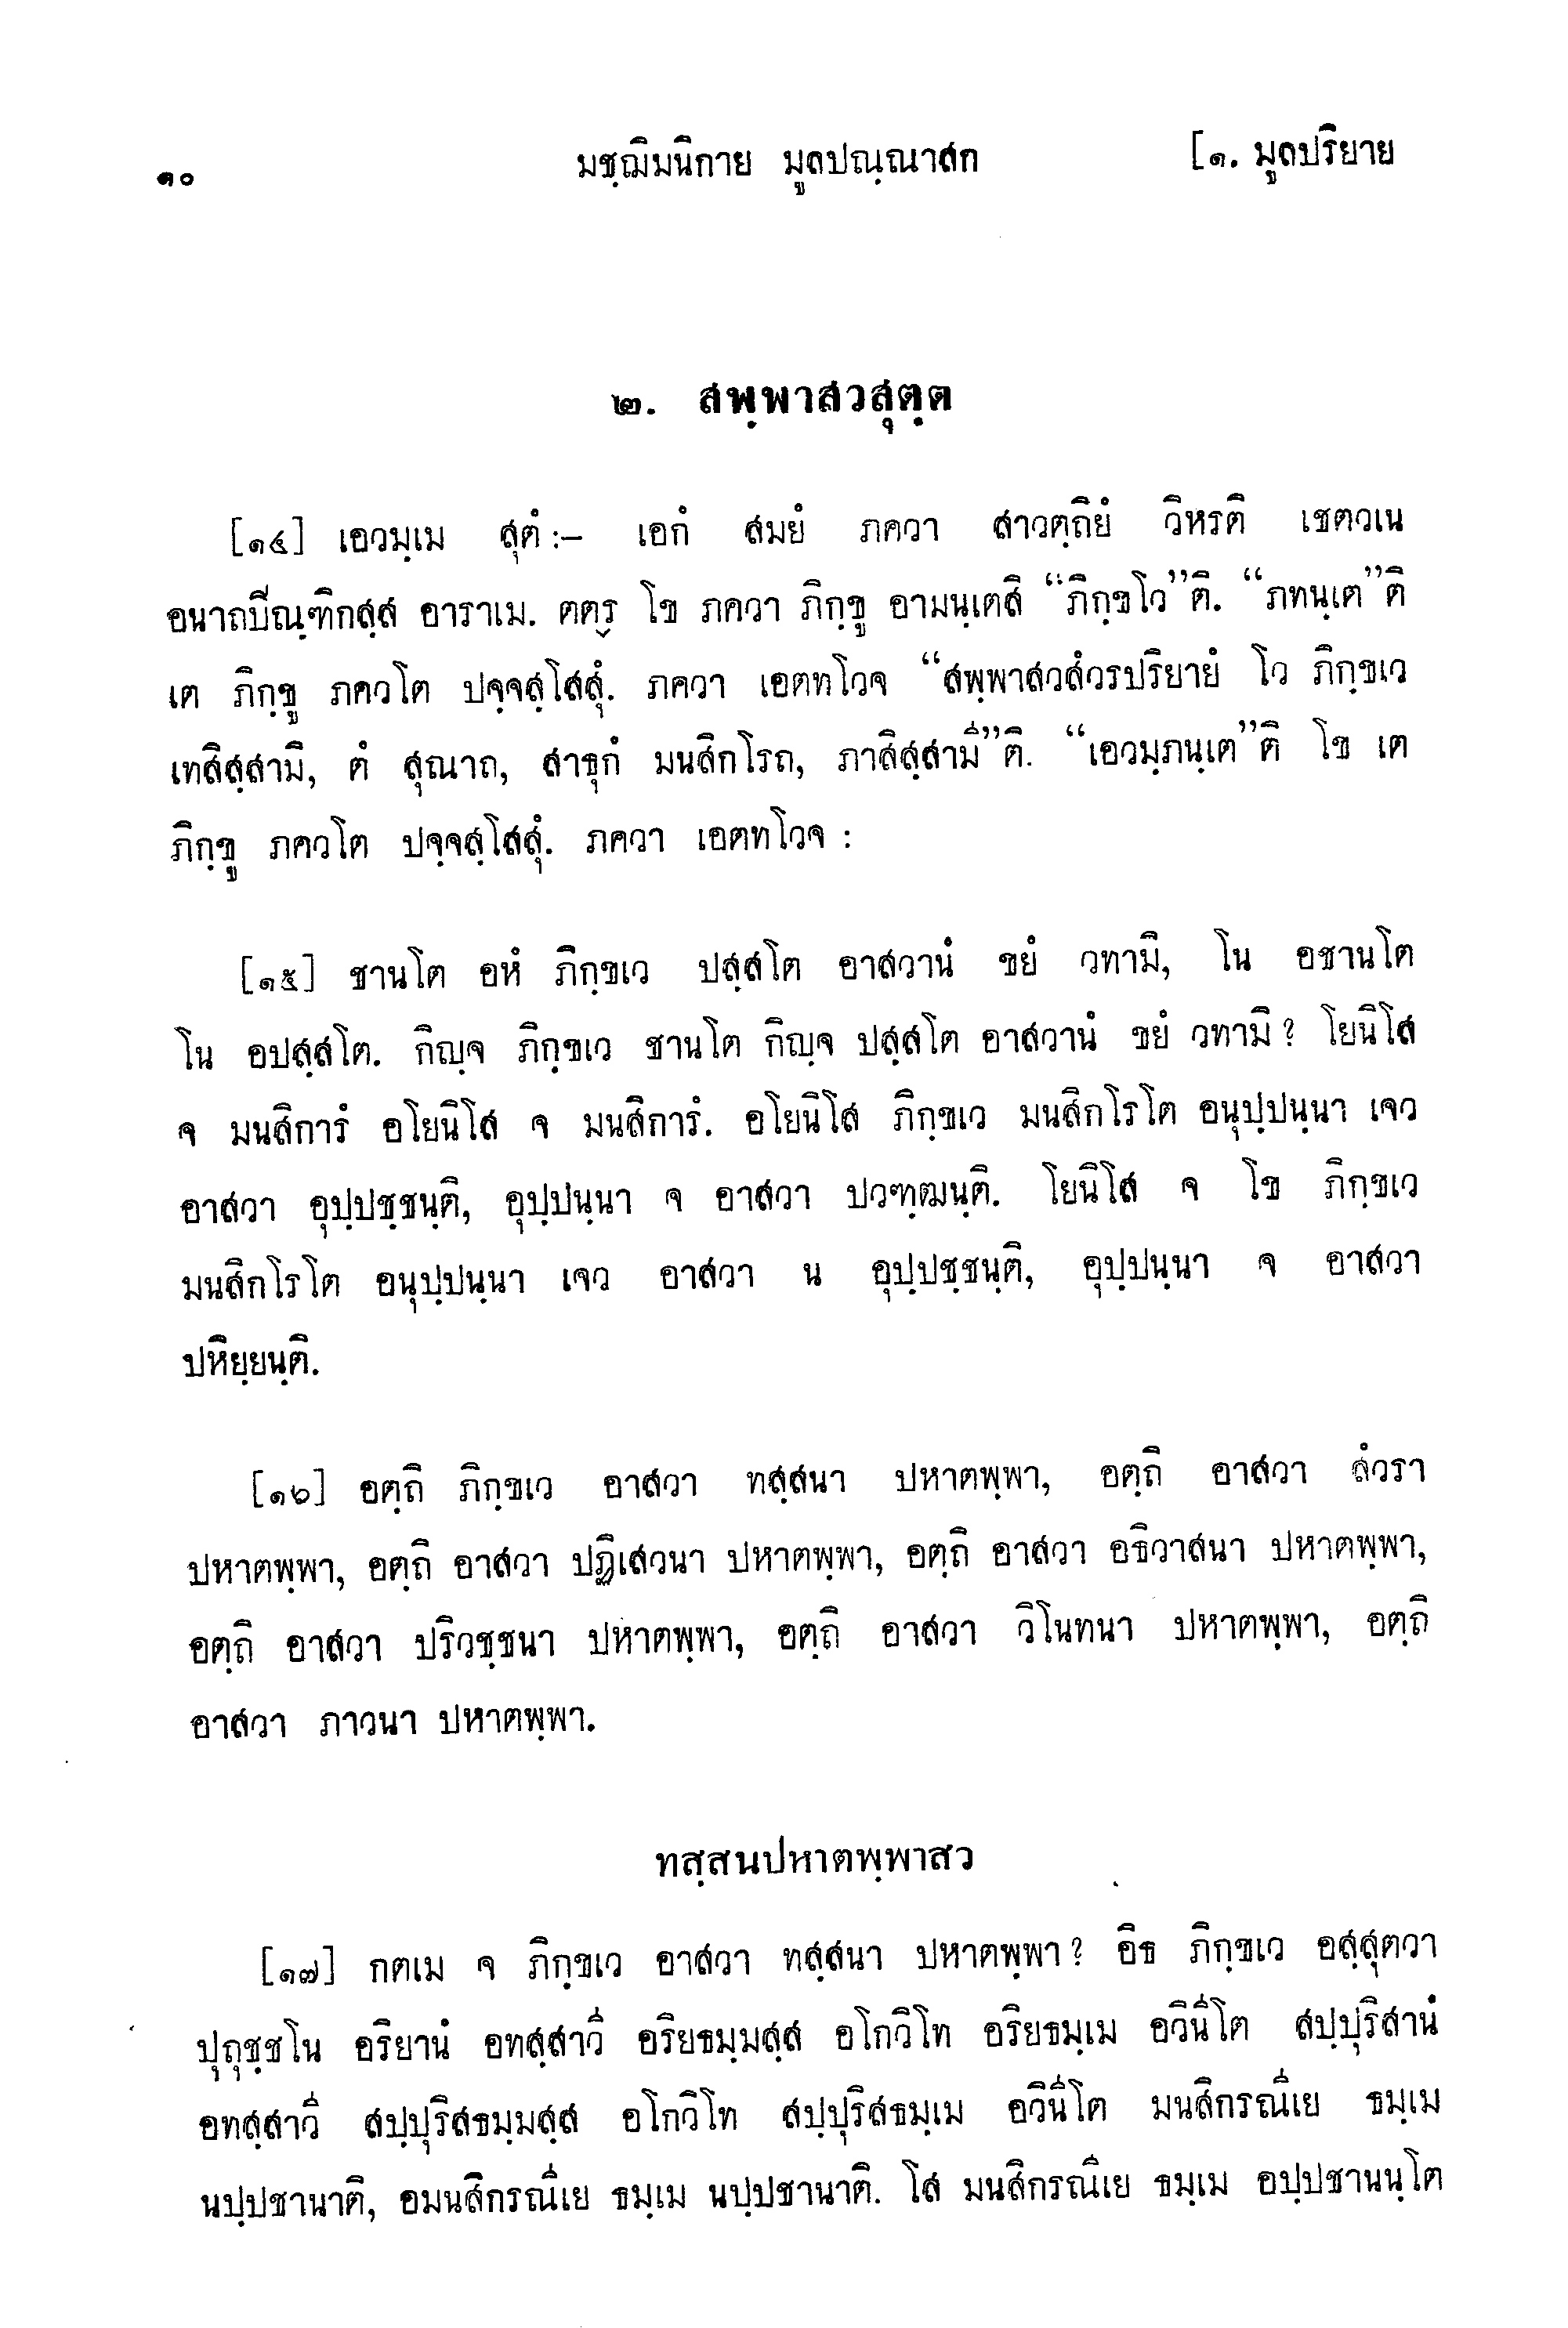 ๑๐ มชฺฌิมนิกาย มูลปณฺณาสก [๑. มูลปริยาย
๒. สพฺพาสวสุตฺต
[๑๔] เอวมฺเม สุตํ :– เอกํ สมยํ ภควา สาวตฺถิยํ วิหรติ เชตวเน
อนาถปิณฺฑิกสฺส อาราเม. ตตฺร โข ภควา ภิกฺขู อามนฺเตสิ “ภิกฺขโว”ติ. “ภทนฺเต”ติ
เต ภิกฺขู ภควโต ปจฺจสฺโสสุํ. ภควา เอตทโวจ “สพฺพาสวสํวรปริยายํ โว ภิกฺขเว
เทสิสฺสามิ, ตํ สุณาถ, สาธุกํ มนสิกโรถ, ภาสิสฺสามี”ติ. “เอวมฺภนฺเต”ติ โข เต
ภิกฺขู ภควโต ปจฺจสฺโสสุํ. ภควา เอตทโวจ :
[๑๕] ชานโต อหํ ภิกฺขเว ปสฺสโต อาสวานํ ขยํ วทามิ, โน อชานโต
โน อปสฺสโต. กิญฺจ ภิกฺขเว ชานโต กิญฺจ ปสฺสโต อาสวานํ ขยํ วทามิ ? โยนิโส
จ มนสิการํ อโยนิโส จ มนสิการํ. อโยนิโส ภิกฺขเว มนสิกโรโต อนุปฺปนฺนา เจว
อาสวา อุปฺปชฺชนฺติ, อุปฺปนฺนา จ อาสวา ปวฑฺฒนฺติ. โยนิโส จ โข ภิกฺขเว
มนสิกโรโต อนุปฺปนฺนา เจว อาสวา น อุปฺปชฺชนฺติ, อุปฺปนฺนา จ อาสวา
ปหิยฺยนฺติ.
[๑๖] อตฺถิ ภิกฺขเว อาสวา ทสฺสนา ปหาตพฺพา, อตฺถิ อาสวา สํวรา
ปหาตพฺพา, อตฺถิ อาสวา ปฏิเสวนา ปหาตพฺพา, อตฺถิ อาสวา อธิวาสนา ปหาตพฺพา,
อตฺถิ อาสวา ปริวชฺชนา ปหาตพฺพา, อตฺถิ อาสวา วิโนทนา ปหาตพฺพา, อตฺถิ
อาสวา ภาวนา ปหาตพฺพา.
ทสฺสนปหาตพฺพาสว
[๑๗] กตเม จ ภิกฺขเว อาสวา ทสฺสนา ปหาตพฺพา ? อิธ ภิกฺขเว อสฺสุตวา
ปุถุชฺชโน อริยานํ อทสฺสาวี อริยธมฺมสฺส อโกวิโท อริยธมฺเม อวินีโต สปฺปุริสานํ
อทสฺสาวี สปฺปุริสธมฺมสฺส อโกวิโท สปฺปุริสธมฺเม อวินีโต มนสิกรณีเย ธมฺเม
นปฺปชานาติ, อมนสิกรณีเย ธมฺเม นปฺปชานาติ. โส มนสิกรณีเย ธมฺเม อปฺปชานนฺโต